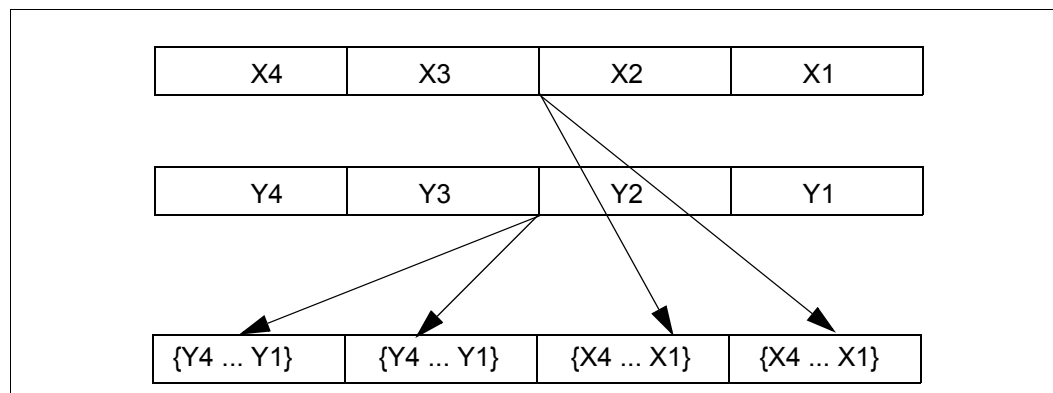 X4 X3 X2 X1
Y4 Y3 Y2 Y1
{Y4 ... Y1} {Y4 ... Y1} {X4 ... X1} {X4 ... X1}